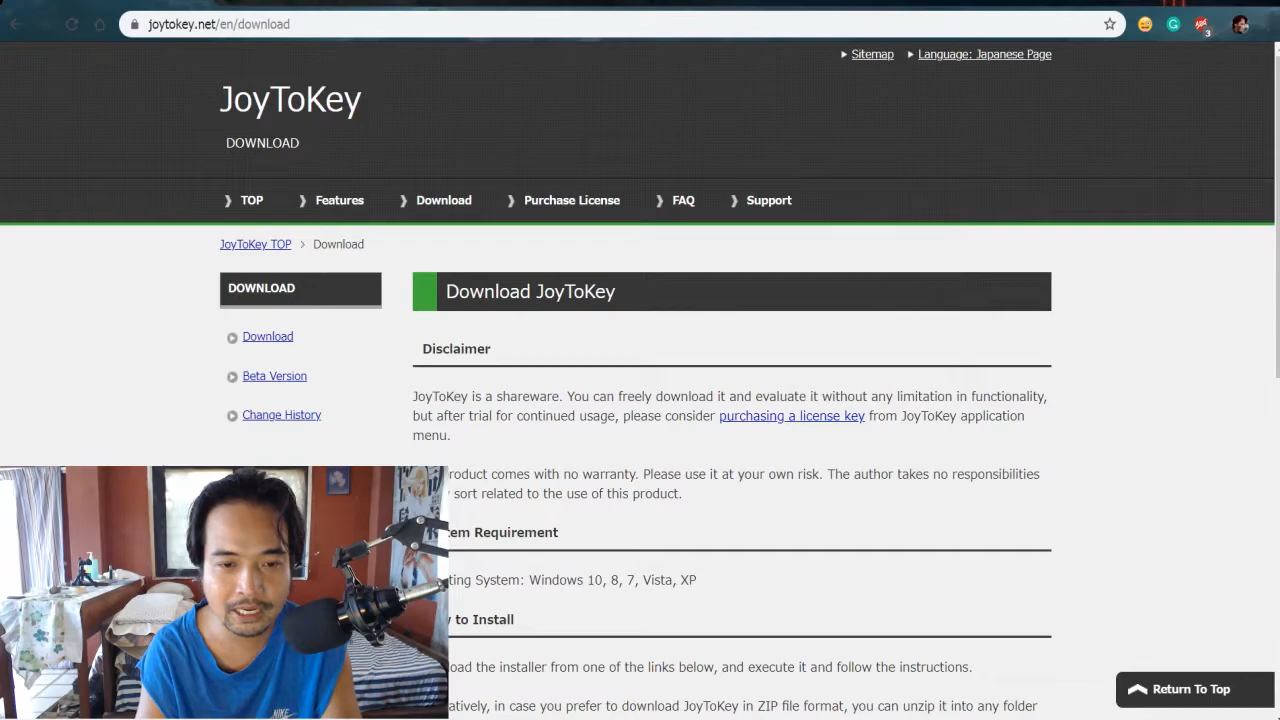 joytokey.net/en/download
3
Sitemap
Language: Japanese Page
JoyToKey
DOWNLOAD
TOP
Features
Download
Purchase License
FAQ
Support
JoyToKey TOP
Download
DOWNLOAD
Download
Beta Version
Change History
Download JoyToKey
Disclaimer
JoyToKey is a shareware. You can freely download it and evaluate it without any limitation in functionality,
but after trial for continued usage, please consider purchasing a license key from JoyToKey application
menu.
product comes with no warranty. Please use it at your own risk. The author takes no responsibilities
sort related to the use of this product.
tem Requirement
ting System: Windows 10, 8, 7, Vista, XP
to Install
load the installer from one of the links below, and execute it and follow the instructions.
atively, in case you prefer to download JoyToKey in ZIP file format, you can unzip it into any folder
Return To Top
NIKE